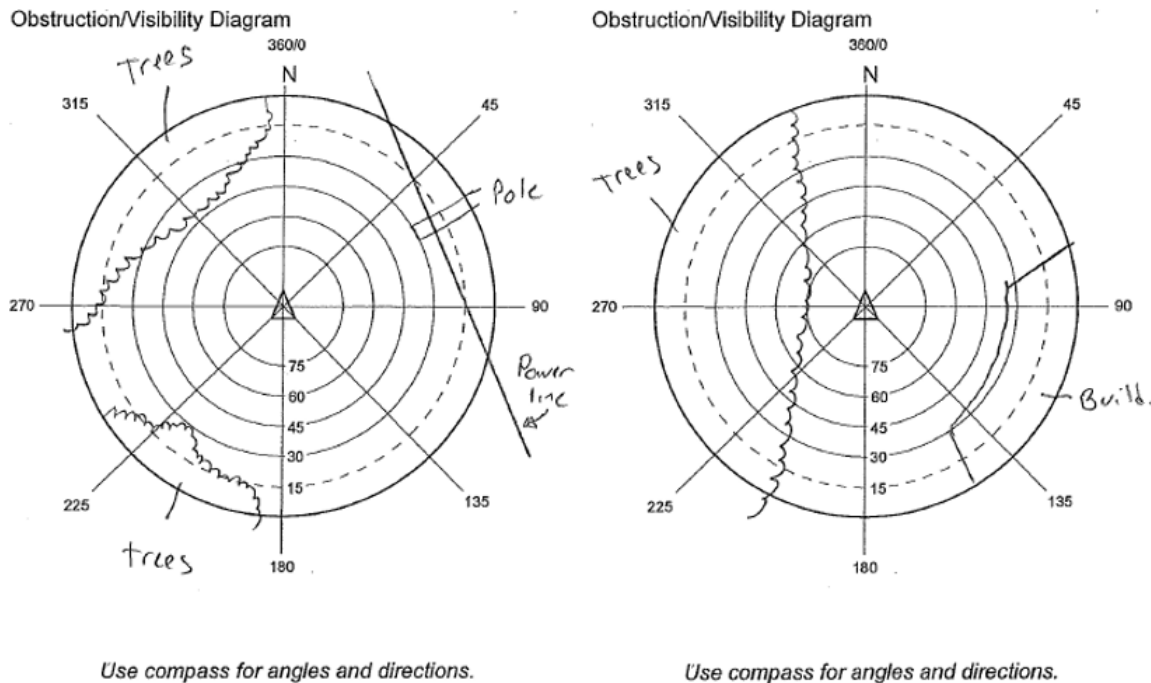 Obstruction/Visibility Diagram
360/0
N
Trees
315
45
Pole
270
90
75
60
45
30
15
Power
line
225
135
trees
180
Use compass for angles and directions.
Obstruction/Visibility Diagram
360/0
N
315
45
Trees
270
90
75
60
45
30
15
Build.
225
135
180
Use compass for angles and directions.